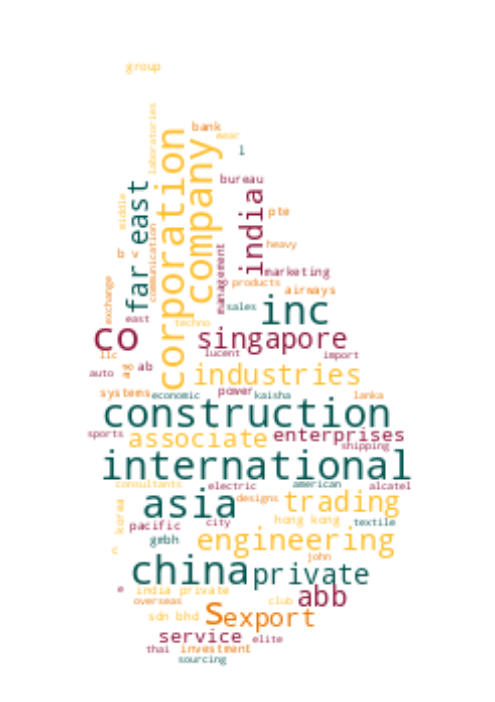 group
laboratories
corporation
bank
wear
company
l
bureau
far east
middle
india
pte
communication
management
heavy
b v
marketing
products
airways
exchange
sales
inc
east
techno
co
singapore
llc
lucent
import
auto
ab
industries
systems
economic
power
kaisha
lanka
construction
sports
associate
enterprises
shipping
international
consultants
electric
american
alcatel
asia
designs
trading
korea
pacific
city
hong kong
textile
gmbh
engineering
n
john
china
private
e
india private
abb
overseas
club
sdn bhd
s
export
service
elite
thai
investment
sourcing